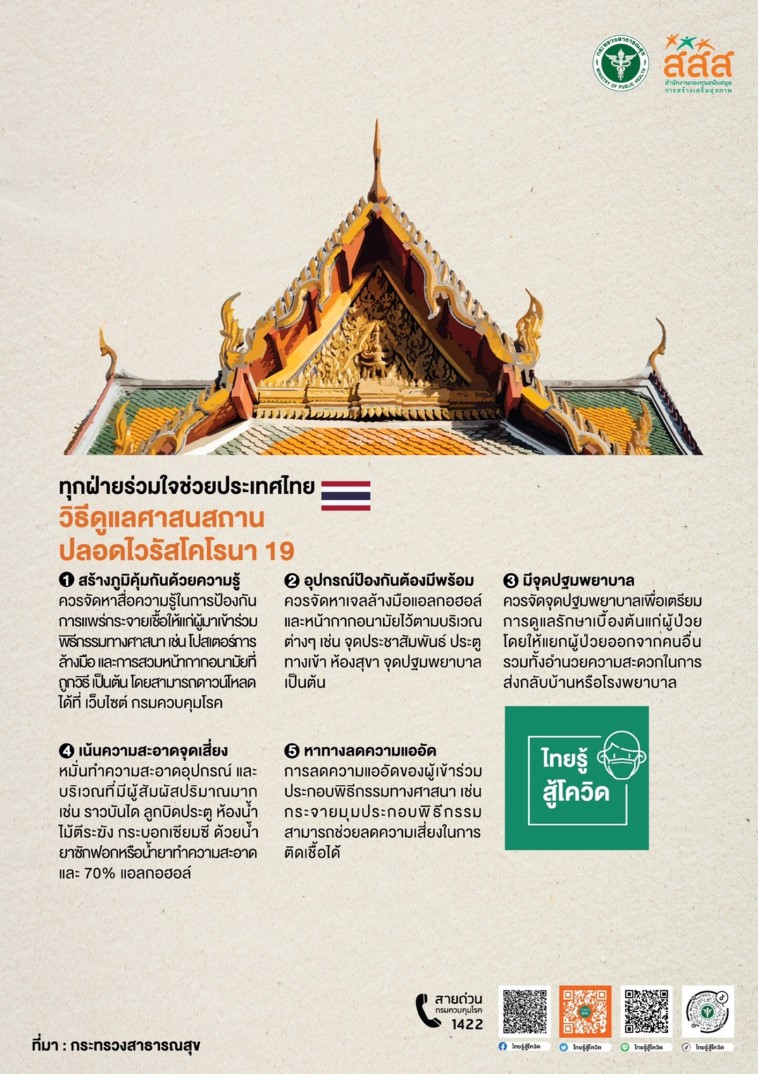 กระทรวงสาธารณสุข
MINISTRY OF PUBLIC HEALTH
สสส
สำนักงานกองทุนสนับสนุน
การสร้างเสริมสุขภาพ
ทุกฝ่ายร่วมใจช่วยประเทศไทย
วิธีดูแลศาสนสถาน
ปลอดไวรัสโคโรนา 19
1 สร้างภูมิคุ้มกันด้วยความรู้
ควรจัดหาสื่อความรู้ในการป้องกัน
การแพร่กระจายเชื้อให้แก่ผู้มาเข้าร่วม
พิธีกรรมทางศาสนา เช่น โปสเตอร์การ
ล้างมือ และการสวมหน้ากากอนามัยที่
ถูกวิธี เป็นต้น โดยสามารถดาวน์โหลด
ได้ที่ เว็บไซต์ กรมควบคุมโรค
2 อุปกรณ์ป้องกันต้องมีพร้อม
ควรจัดหาเจลล้างมือแอลกอฮอล์
และหน้ากากอนามัยไว้ตามบริเวณ
ต่างๆ เช่น จุดประชาสัมพันธ์ ประตู
ทางเข้า ห้องสุขา จุดปฐมพยาบาล
เป็นต้น
3 มีจุดปฐมพยาบาล
ควรจัดจุดปฐมพยาบาลเพื่อเตรียม
การดูแลรักษาเบื้องต้นแก่ผู้ป่วย
โดยให้แยกผู้ป่วยออกจากคนอื่น
รวมทั้งอำนวยความสะดวกในการ
ส่งกลับบ้านหรือโรงพยาบาล
4 เน้นความสะอาดจุดเสี่ยง
หมั่นทำความสะอาดอุปกรณ์ และ
บริเวณที่มีผู้สัมผัสปริมาณมาก
เช่น ราวบันได ลูกบิดประตู ห้องน้ำ
ไม้ตีระฆัง กระบอกเซียมซี ด้วยน้ำ
ยาซักฟอกหรือน้ำยาทำความสะอาด
และ 70% แอลกอฮอล์
5 หาทางลดความแออัด
การลดความแออัดของผู้เข้าร่วม
ประกอบพิธีกรรมทางศาสนา เช่น
กระจายมุมประกอบพิธีกรรม
สามารถช่วยลดความเสี่ยงในการ
ติดเชื้อได้
ไทยรู้
สู้โควิด
สายด่วน
กรมควบคุมโรค
1422
ไทยรู้สู้โควิด
ไทยรู้สู้โควิด
ไทยรู้สู้โควิด
ไทยรู้สู้โควิด
ที่มา : กระทรวงสาธารณสุข